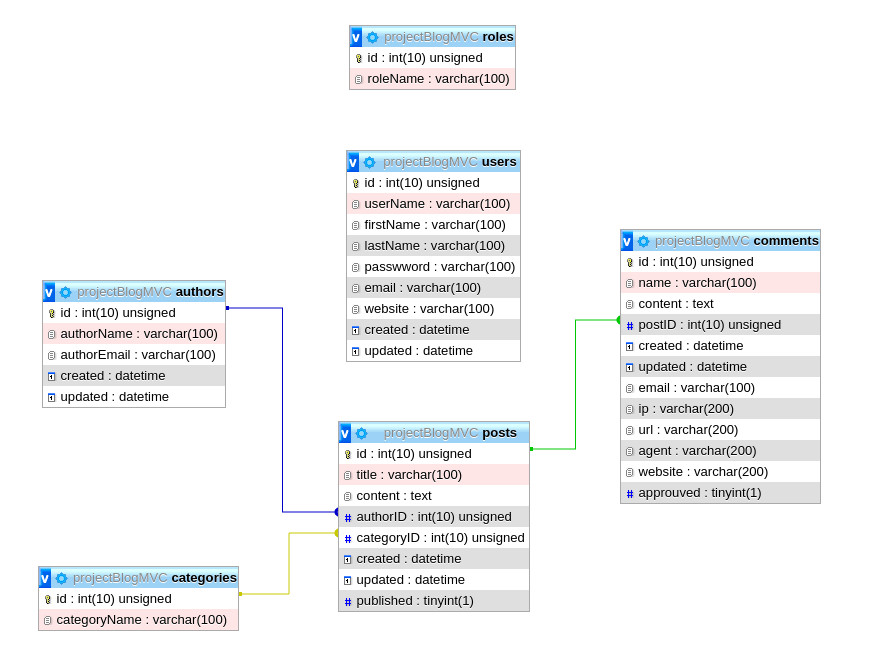 projectBlogMVC roles
id : int(10) unsigned
roleName : varchar(100)
projectBlogMVC users
id : int(10) unsigned
userName : varchar(100)
firstName : varchar(100)
lastName : varchar(100)
passwword : varchar(100)
email : varchar(100)
website : varchar(100)
created : datetime
updated : datetime
projectBlogMVC comments
id : int(10) unsigned
name : varchar(100)
content : text
postID : int(10) unsigned
created : datetime
updated : datetime
email : varchar(100)
ip : varchar(200)
url : varchar(200)
agent : varchar(200)
website : varchar(200)
approuved : tinyint(1)
projectBlogMVC authors
id : int(10) unsigned
authorName : varchar(100)
authorEmail : varchar(100)
created : datetime
updated : datetime
projectBlogMVC posts
id : int(10) unsigned
title : varchar(100)
content : text
authorID : int(10) unsigned
categoryID : int(10) unsigned
created : datetime
updated : datetime
published : tinyint(1)
projectBlogMVC categories
id : int(10) unsigned
categoryName : varchar(100)